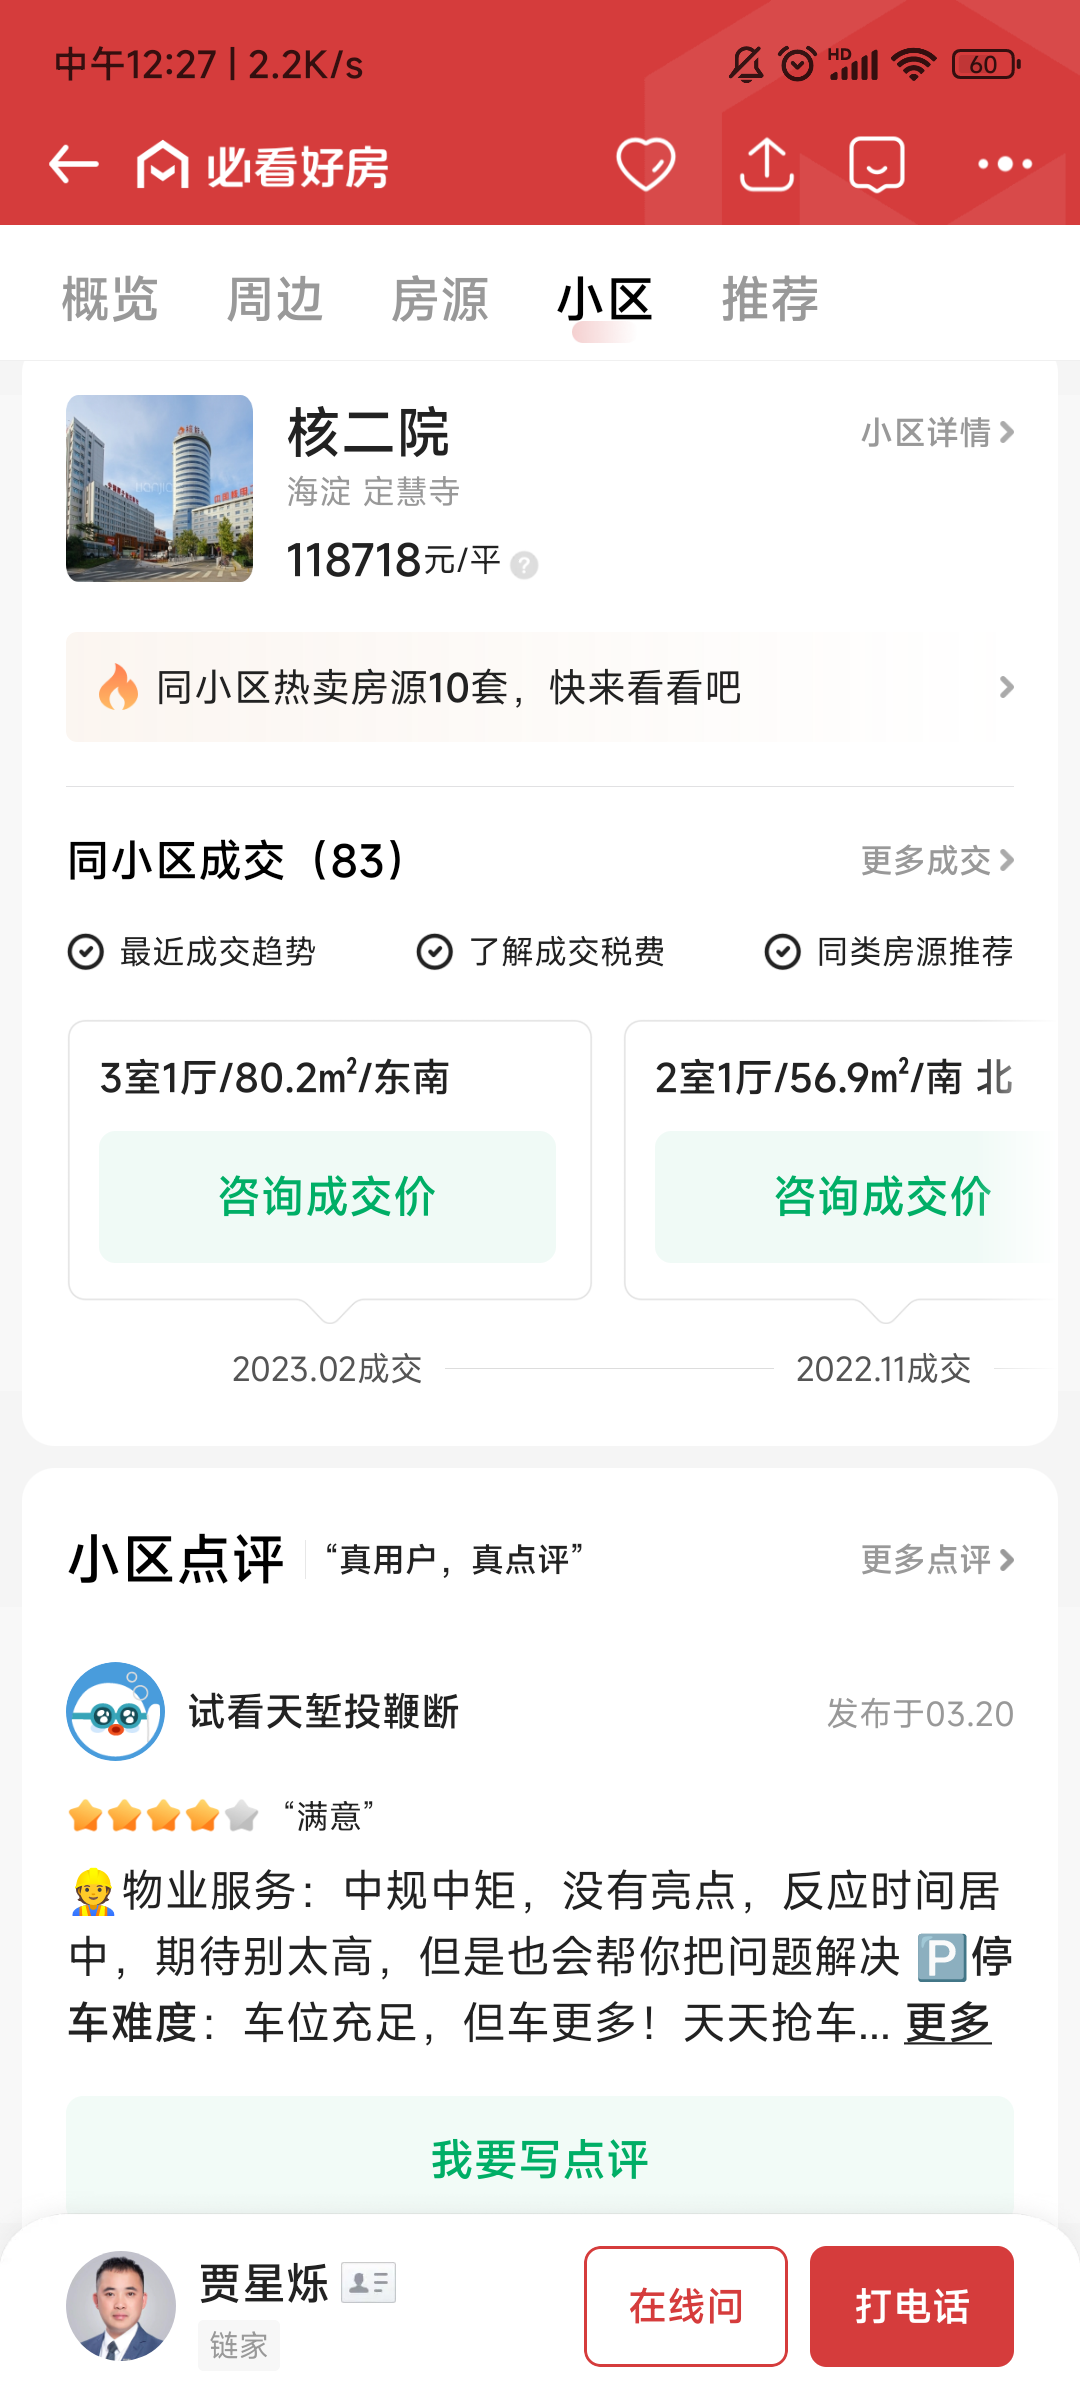 中午12:27 | 2.2K/s
HD
60
必看好房
概览 周边 房源 小区 推荐
核二院
小区详情
海淀 定慧寺
118718元/平
?
同小区热卖房源10套，快来看看吧
同小区成交（83）
更多成交
最近成交趋势 了解成交税费 同类房源推荐
3室1厅/80.2m²/东南
2室1厅/56.9m²/南 北
咨询成交价
咨询成交价
2023.02成交
2022.11成交
小区点评
“真用户，真点评”
更多点评
试看天堑投鞭断
发布于03.20
“满意”
👷物业服务：中规中矩，没有亮点，反应时间居
中，期待别太高，但是也会帮你把问题解决 🅿️停
车难度：车位充足，但车更多！天天抢车... 更多
我要写点评
贾星烁
链家
在线问
打电话